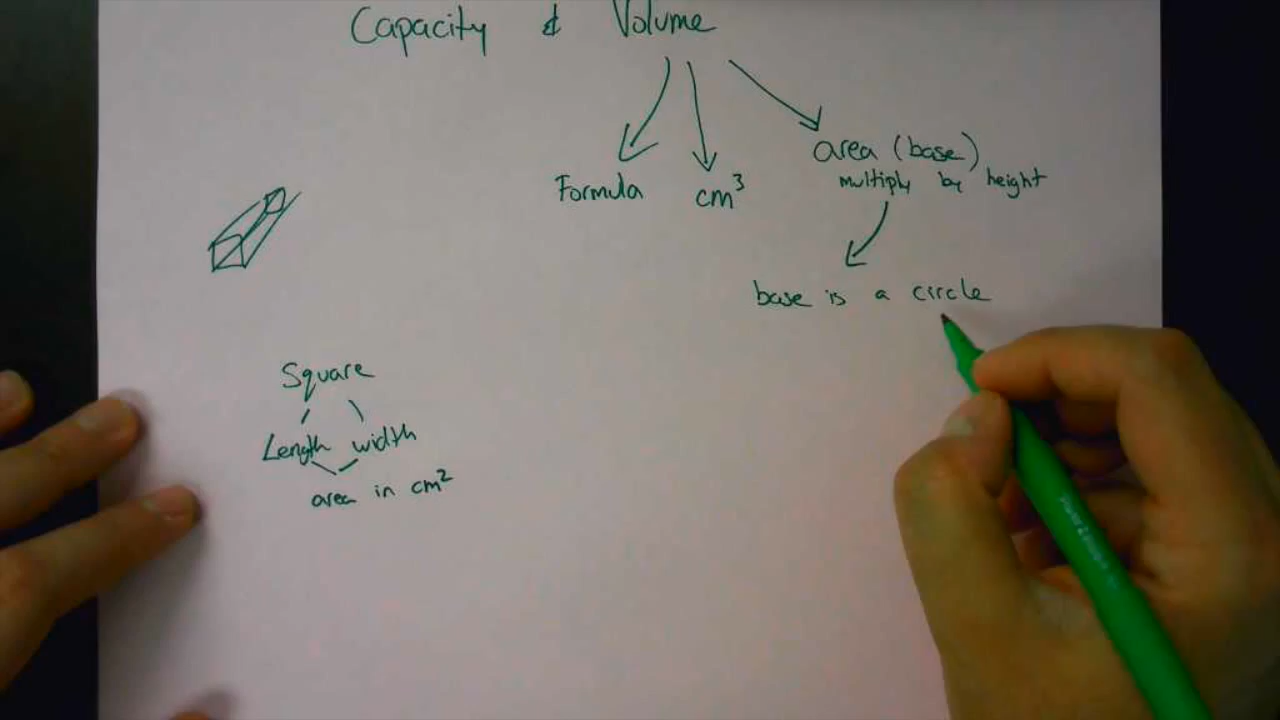 Capacity & Volume
area (base)
multiply by height
Formula cm³
base is a circle
Square
Length width
area in cm²